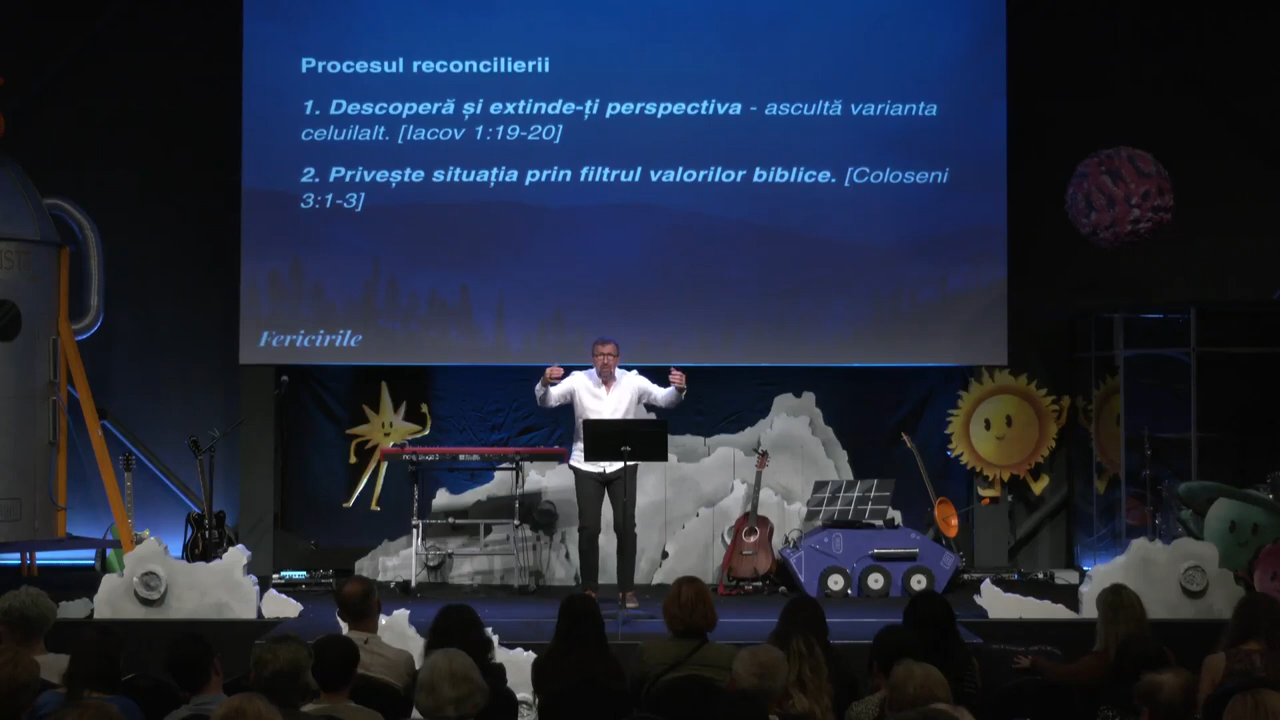 Procesul reconcilierii
1. Descoperă și extinde-ți perspectiva - ascultă varianta
celuilalt. [Iacov 1:19-20]
2. Privește situația prin filtrul valorilor biblice. [Coloseni
3:1-3]
Fericirile